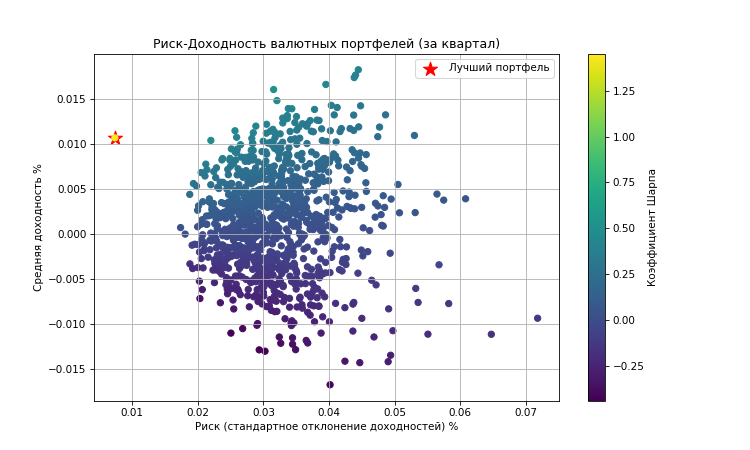 Риск-Доходность валютных портфелей (за квартал)
Лучший портфель
0.015
0.010
0.005
0.000
−0.005
−0.010
−0.015
Средняя доходность %
0.01 0.02 0.03 0.04 0.05 0.06 0.07
Риск (стандартное отклонение доходностей) %
1.25
1.00
0.75
0.50
0.25
0.00
−0.25
Коэффициент Шарпа